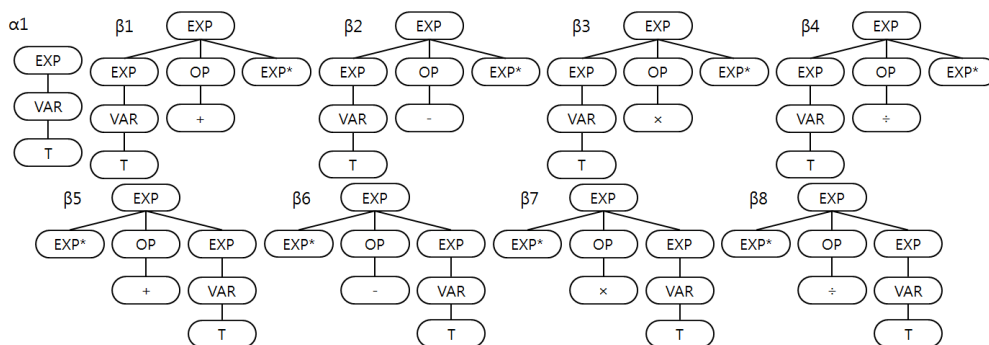 α1 β1 EXP β2 EXP β3 EXP β4 EXP
EXP EXP OP EXP* EXP OP EXP* EXP OP EXP* EXP OP EXP*
VAR VAR + VAR - VAR × VAR ÷
T T T T T
β5 EXP β6 EXP β7 EXP β8 EXP
EXP* OP EXP EXP* OP EXP EXP* OP EXP EXP* OP EXP
+ VAR - VAR × VAR ÷ VAR
T T T T